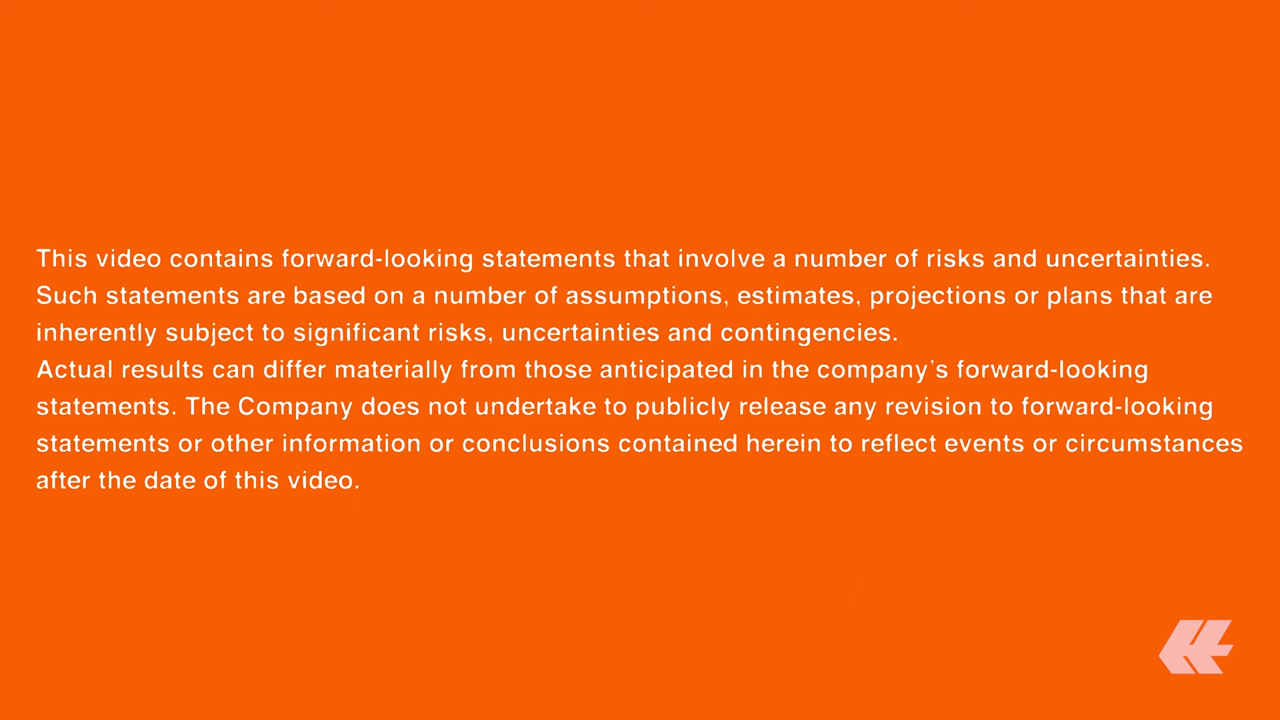 This video contains forward-looking statements that involve a number of risks and uncertainties.
Such statements are based on a number of assumptions, estimates, projections or plans that are
inherently subject to significant risks, uncertainties and contingencies.
Actual results can differ materially from those anticipated in the company's forward-looking
statements. The Company does not undertake to publicly release any revision to forward-looking
statements or other information or conclusions contained herein to reflect events or circumstances
after the date of this video.